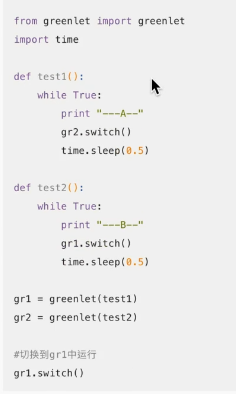 from greenlet import greenlet
import time

def test1():
    while True:
        print "---A--"
        gr2.switch()
        time.sleep(0.5)

def test2():
    while True:
        print "---B--"
        gr1.switch()
        time.sleep(0.5)

gr1 = greenlet(test1)
gr2 = greenlet(test2)

#切换到gr1中运行
gr1.switch()